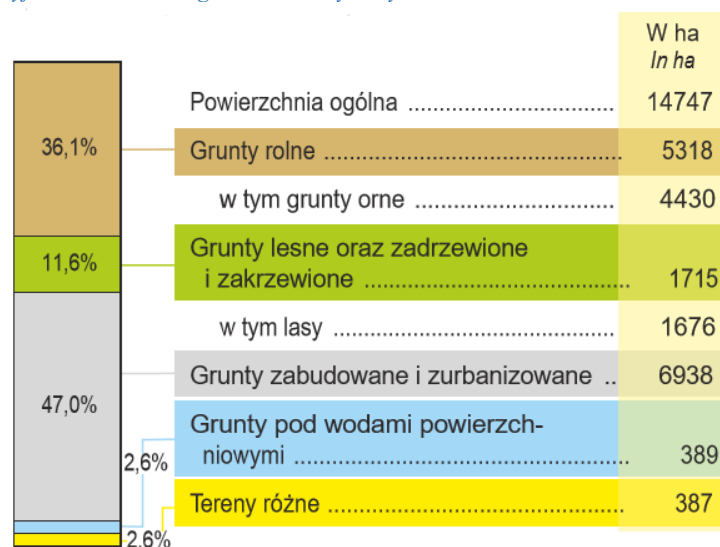 W ha
In ha
Powierzchnia ogólna ................................. 14747
36,1%
Grunty rolne ................................................ 5318
w tym grunty orne ................................ 4430
11,6%
Grunty lesne oraz zadrzewione
i zakrzewione ........................................... 1715
w tym lasy ............................................. 1676
Grunty zabudowane i zurbanizowane .. 6938
47,0%
Grunty pod wodami powierzch-
niowymi ...................................................... 389
2,6%
Tereny różne ................................................ 387
2,6%